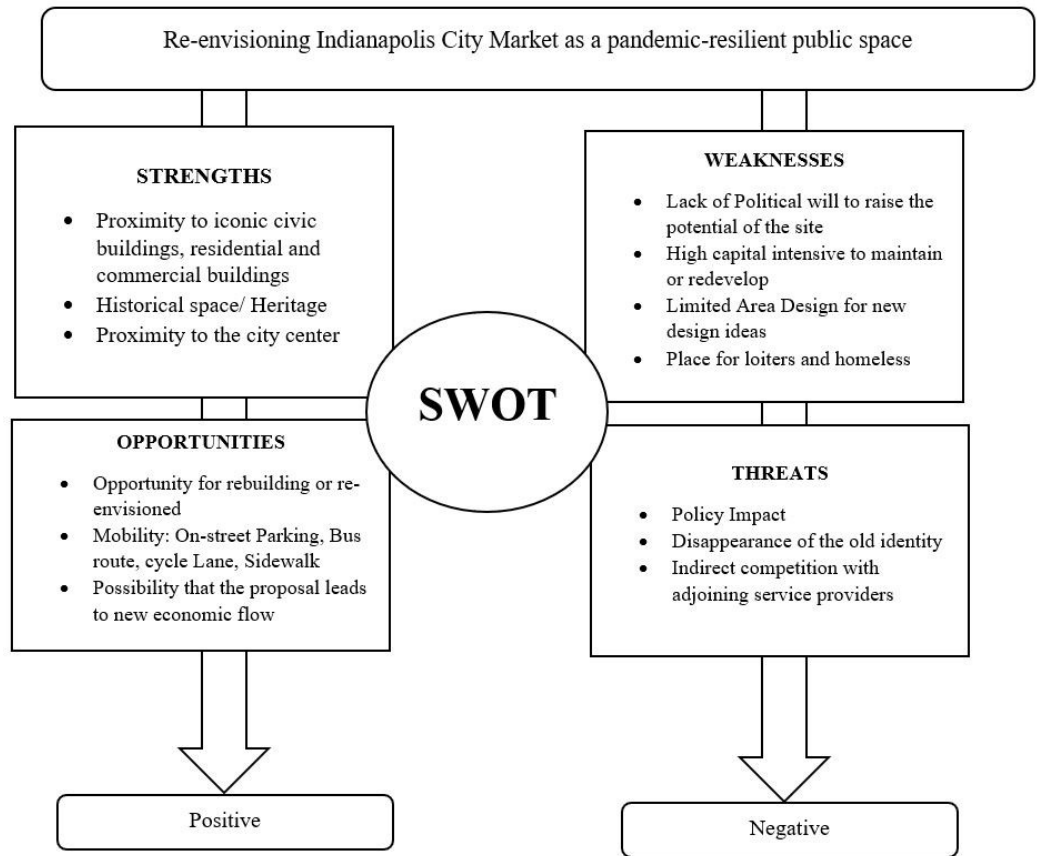 Re-envisioning Indianapolis City Market as a pandemic-resilient public space
STRENGTHS
• Proximity to iconic civic
buildings, residential and
commercial buildings
• Historical space/ Heritage
• Proximity to the city center
WEAKNESSES
• Lack of Political will to raise the
potential of the site
• High capital intensive to maintain
or redevelop
• Limited Area Design for new
design ideas
• Place for loiters and homeless
SWOT
OPPORTUNITIES
• Opportunity for rebuilding or re-
envisioned
• Mobility: On-street Parking, Bus
route, cycle Lane, Sidewalk
• Possibility that the proposal leads
to new economic flow
THREATS
• Policy Impact
• Disappearance of the old identity
• Indirect competition with
adjoining service providers
Positive
Negative